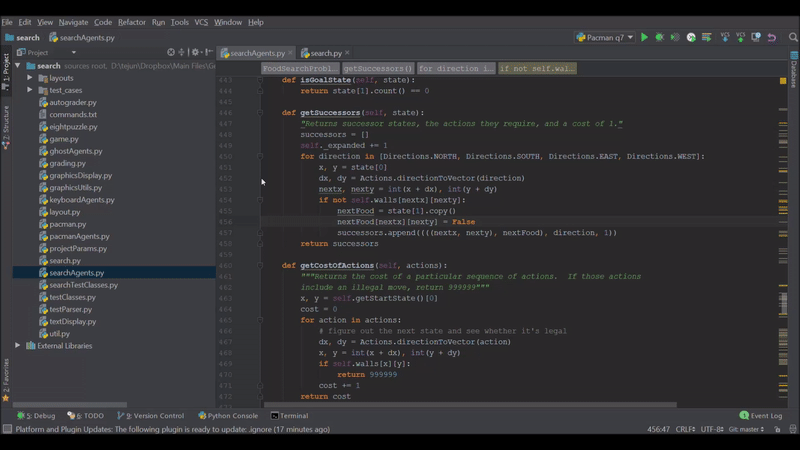 File Edit View Navigate Code Refactor Run Tools VCS Window Help
search searchAgents.py Pacman q7
Project searchAgents.py search.py
FoodSearchProbl... getSuccessors() for direction i... if not self.wal...
1: Project
7: Structure
2: Favorites
Database
search sources root, D:\tejun\Dropbox\Main Files\G
layouts
test_cases
autograder.py
commands.txt
eightpuzzle.py
game.py
ghostAgents.py
grading.py
graphicsDisplay.py
graphicsUtils.py
keyboardAgents.py
layout.py
pacman.py
pacmanAgents.py
projectParams.py
search.py
searchAgents.py
searchTestClasses.py
testClasses.py
testParser.py
textDisplay.py
util.py
External Libraries
443 def isGoalState(self, state):
444 return state[1].count() == 0
445
446 def getSuccessors(self, state):
447 "Returns successor states, the actions they require, and a cost of 1."
448 successors = []
449 self._expanded += 1
450 for direction in [Directions.NORTH, Directions.SOUTH, Directions.EAST, Directions.WEST]:
451 x, y = state[0]
452 dx, dy = Actions.directionToVector(direction)
453 nextx, nexty = int(x + dx), int(y + dy)
454 if not self.walls[nextx][nexty]:
455 nextFood = state[1].copy()
456 nextFood[nextx][nexty] = False
457 successors.append((((nextx, nexty), nextFood), direction, 1))
458 return successors
459
460 def getCostOfActions(self, actions):
461 """Returns the cost of a particular sequence of actions. If those actions
462 include an illegal move, return 999999"""
463 x, y = self.getStartState()[0]
464 cost = 0
465 for action in actions:
466 # figure out the next state and see whether it's legal
467 dx, dy = Actions.directionToVector(action)
468 x, y = int(x + dx), int(y + dy)
469 if self.walls[x][y]:
470 return 999999
471 cost += 1
472 return cost
5: Debug 6: TODO 9: Version Control Python Console Terminal 1 Event Log
Platform and Plugin Updates: The following plugin is ready to update: .ignore (17 minutes ago) 456:47 CRLF UTF-8 Git: master